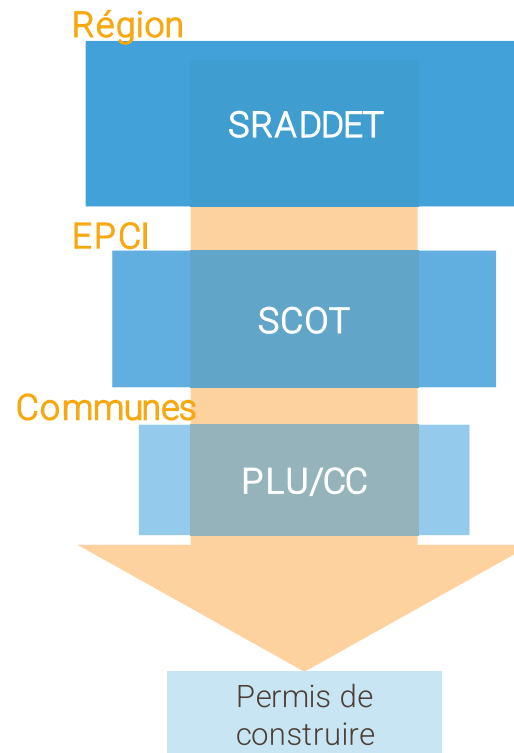 Région
SRADDET
EPCI
SCOT
Communes
PLU/CC
Permis de
construire